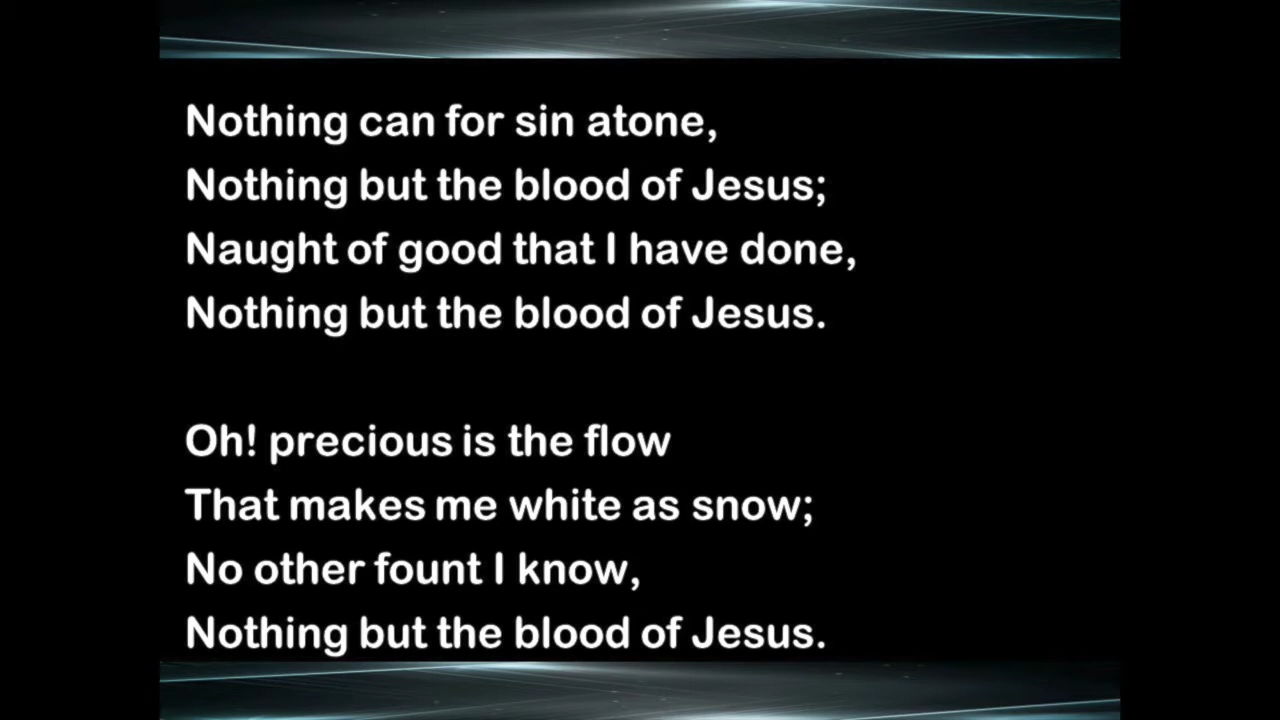 Nothing can for sin atone,
Nothing but the blood of Jesus;
Naught of good that I have done,
Nothing but the blood of Jesus.
Oh! precious is the flow
That makes me white as snow;
No other fount I know,
Nothing but the blood of Jesus.